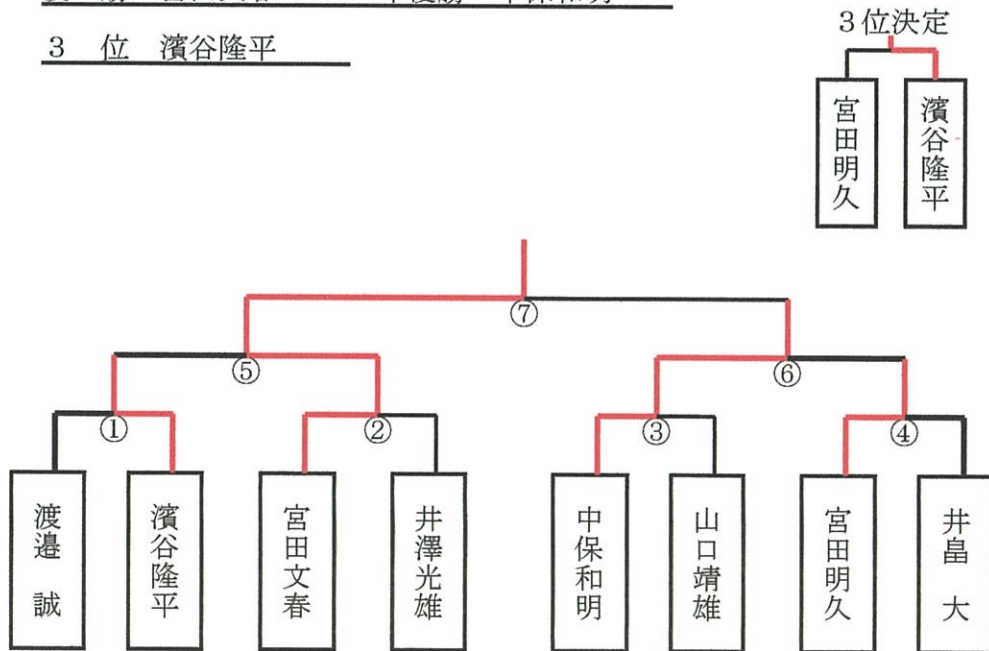 3 位 濱谷隆平
3位決定
宮田明久
濱谷隆平
⑦
⑤
⑥
①
②
③
④
渡邉 誠
濱谷隆平
宮田文春
井澤光雄
中保和明
山口靖雄
宮田明久
井畠 大